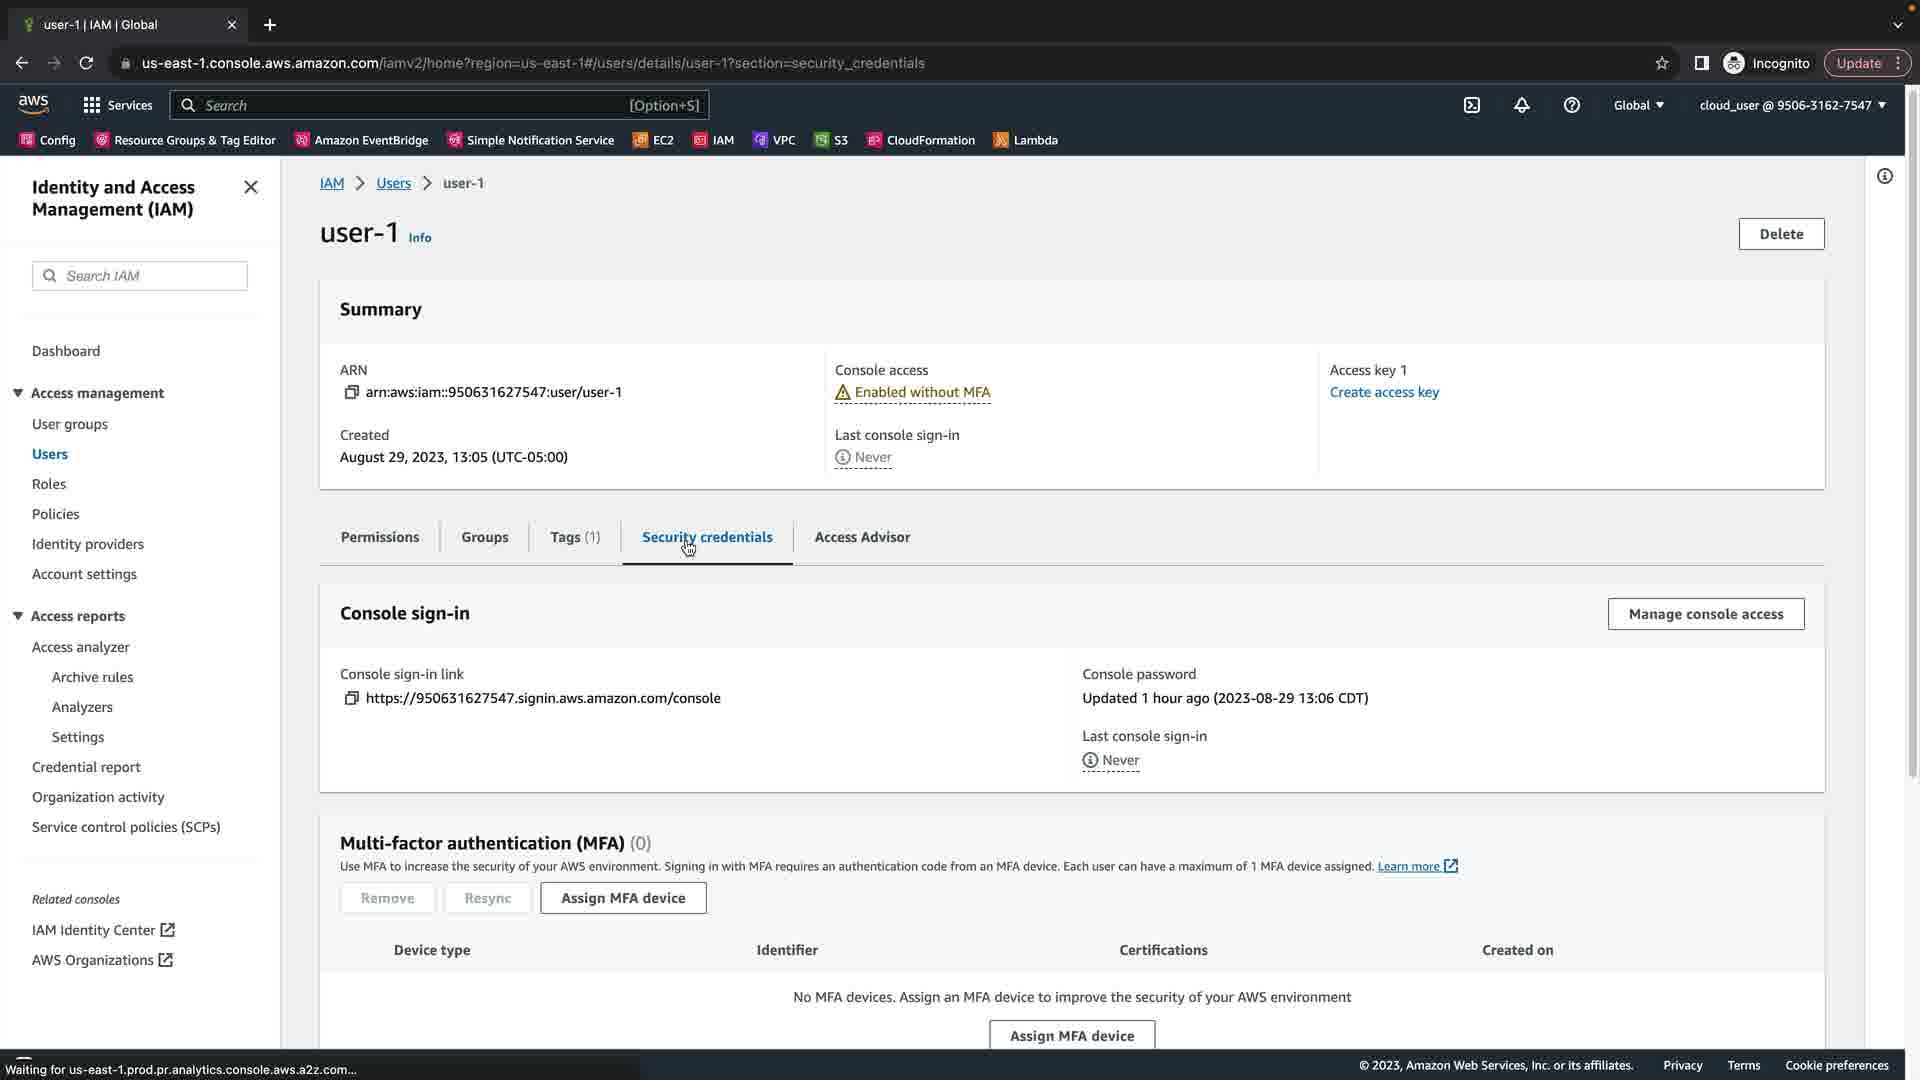 user-1 | IAM | Global
us-east-1.console.aws.amazon.com/iamv2/home?region=us-east-1#/users/details/user-1?section=security_credentials
Incognito
Update
aws
Services
Search
[Option+S]
Global
cloud_user @ 9506-3162-7547
Config
Resource Groups & Tag Editor
Amazon EventBridge
Simple Notification Service
EC2
IAM
VPC
S3
CloudFormation
Lambda
Identity and Access
Management (IAM)
Search IAM
Dashboard
Access management
User groups
Users
Roles
Policies
Identity providers
Account settings
Access reports
Access analyzer
Archive rules
Analyzers
Settings
Credential report
Organization activity
Service control policies (SCPs)
Related consoles
IAM Identity Center
AWS Organizations
IAM > Users > user-1
user-1 Info
Delete
Summary
ARN
arn:aws:iam::950631627547:user/user-1
Created
August 29, 2023, 13:05 (UTC-05:00)
Console access
Enabled without MFA
Last console sign-in
Never
Access key 1
Create access key
Permissions
Groups
Tags (1)
Security credentials
Access Advisor
Console sign-in
Manage console access
Console sign-in link
https://950631627547.signin.aws.amazon.com/console
Console password
Updated 1 hour ago (2023-08-29 13:06 CDT)
Last console sign-in
Never
Multi-factor authentication (MFA) (0)
Use MFA to increase the security of your AWS environment. Signing in with MFA requires an authentication code from an MFA device. Each user can have a maximum of 1 MFA device assigned. Learn more
Remove
Resync
Assign MFA device
Device type
Identifier
Certifications
Created on
No MFA devices. Assign an MFA device to improve the security of your AWS environment
Assign MFA device
Waiting for us-east-1.prod.pr.analytics.console.aws.a2z.com...
© 2023, Amazon Web Services, Inc. or its affiliates.
Privacy
Terms
Cookie preferences